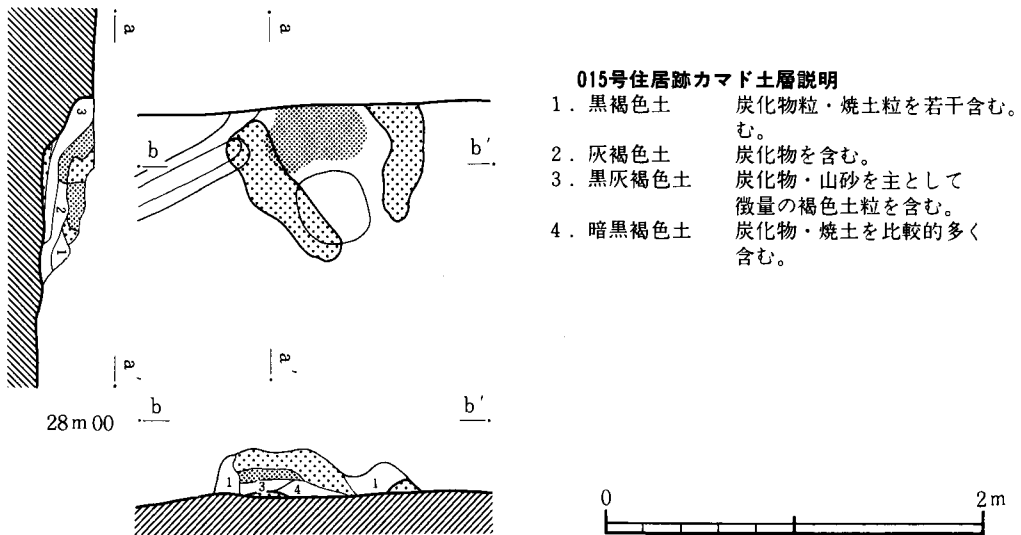 a a
015号住居跡カマド土層説明
1. 黒褐色土 炭化物粒・焼土粒を若干含む。
む。
2. 灰褐色土 炭化物を含む。
3. 黒灰褐色土 炭化物・山砂を主として
徴量の褐色土粒を含む。
4. 暗黒褐色土 炭化物・焼土を比較的多く
含む。
b b'
3
2
1
a' a'
28m00 b b'
1 3 4 1
0 2m